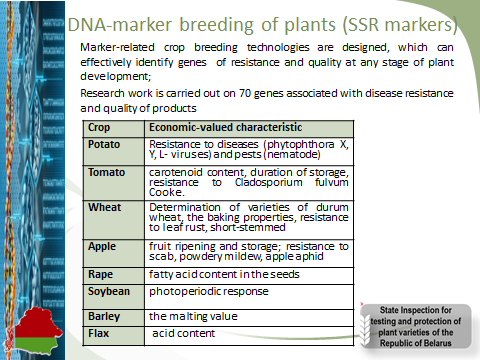 DNA-marker breeding of plants (SSR markers)
Marker-related crop breeding technologies are designed, which can
effectively identify genes of resistance and quality at any stage of plant
development;
Research work is carried out on 70 genes associated with disease resistance
and quality of products
Crop Economic-valued characteristic
Potato Resistance to diseases (phytophthora X,
Y, L- viruses) and pests (nematode)
Tomato carotenoid content, duration of storage,
resistance to Cladosporium fulvum
Cooke.
Wheat Determination of varieties of durum
wheat, the baking properties, resistance
to leaf rust, short-stemmed
Apple fruit ripening and storage; resistance to
scab, powdery mildew, apple aphid
Rape fatty acid content in the seeds
Soybean photoperiodic response
Barley the malting value
Flax acid content
State Inspection for
testing and protection of
plant varieties of the
Republic of Belarus